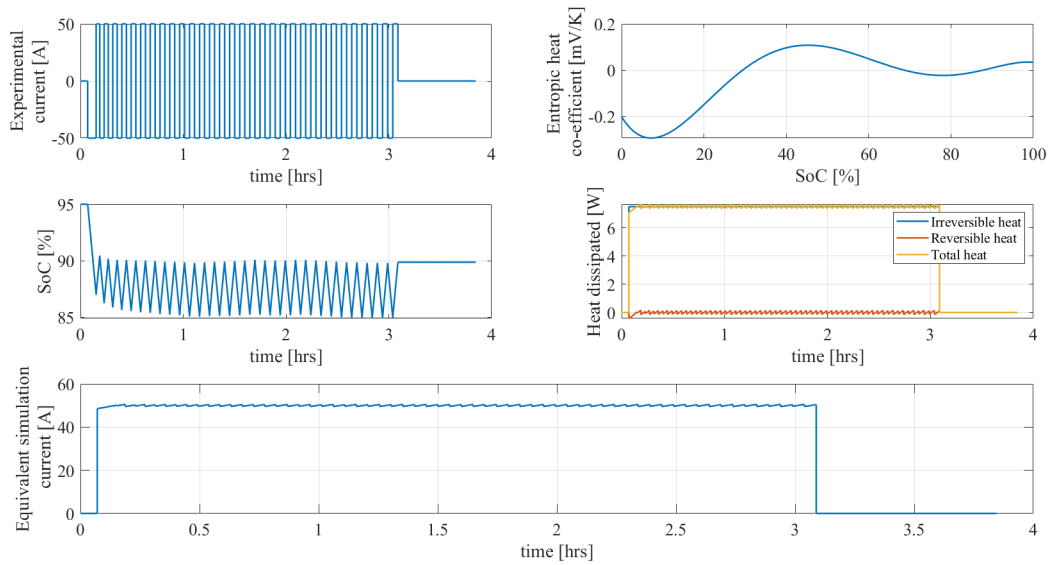 Experimental
current [A]
50
0
-50
0
1
2
3
4
time [hrs]
Entropic heat
co-efficient [mV/K]
0.2
0
-0.2
0
20
40
60
80
100
SoC [%]
SoC [%]
95
90
85
0
1
2
3
4
time [hrs]
Heat dissipated [W]
6
4
2
0
Irreversible heat
Reversible heat
Total heat
0
1
2
3
4
time [hrs]
Equivalent simulation
current [A]
60
40
20
0
0
0.5
1
1.5
2
2.5
3
3.5
4
time [hrs]